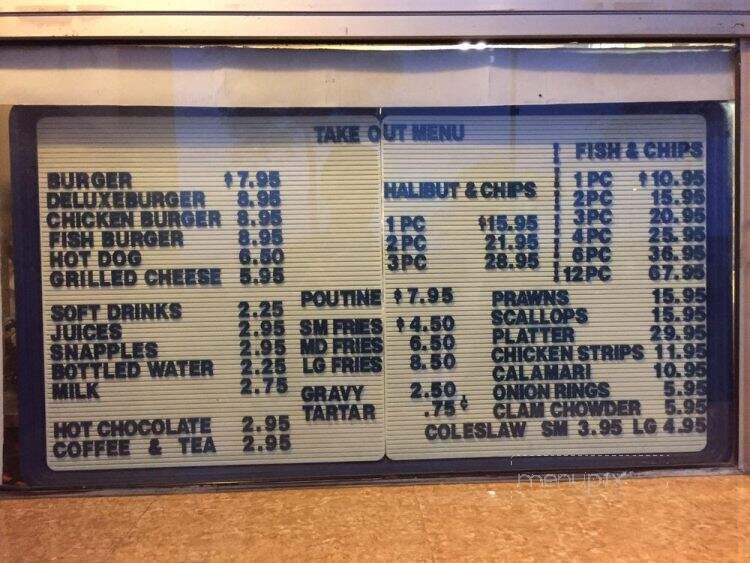 TAKE OUT MENU
BURGER $7.95
DELUXEBURGER 8.95
CHICKEN BURGER 8.95
FISH BURGER 8.95
HOT DOG 6.50
GRILLED CHEESE 5.95
SOFT DRINKS 2.25
JUICES 2.95
SNAPPLES 2.95
BOTTLED WATER 2.25
MILK 2.75
HOT CHOCOLATE 2.95
COFFEE & TEA 2.95
HALIBUT & CHIPS
1 PC $15.95
2PC 21.95
3PC 28.95
FISH & CHIPS
1 PC $10.95
2PC 15.95
3PC 20.95
4PC 25.95
6PC 36.95
12PC 67.95
POUTINE $7.95
SM FRIES $4.50
MD FRIES 6.50
LG FRIES 8.50
GRAVY 2.50
TARTAR .75¢
PRAWNS 15.95
SCALLOPS 15.95
PLATTER 29.95
CHICKEN STRIPS 11.95
CALAMARI 10.95
ONION RINGS 5.95
CLAM CHOWDER 5.95
COLESLAW SM 3.95 LG 4.95
menupix